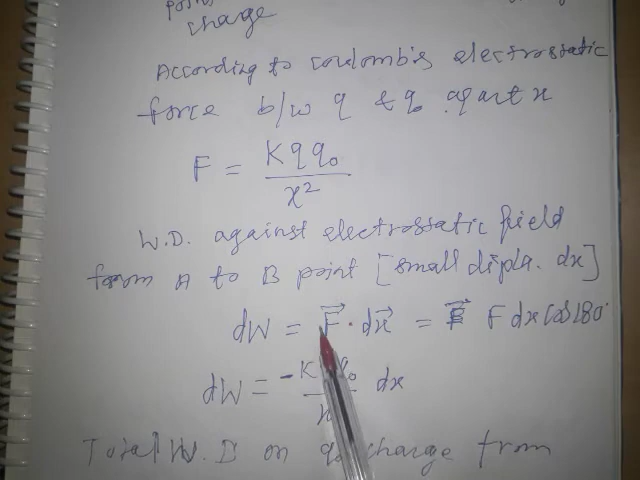 charge
According to coulomb's electrostatic
force b/w q & q₀ apart x
F = Kqq₀/x²
W.D. against electrostatic field
from A to B point [small displa. dx]
dW = F⃗ · dx⃗ = F⃗ F dx Cos180°
dW = -K q₀ dx
Total W.D on q₀ charge from